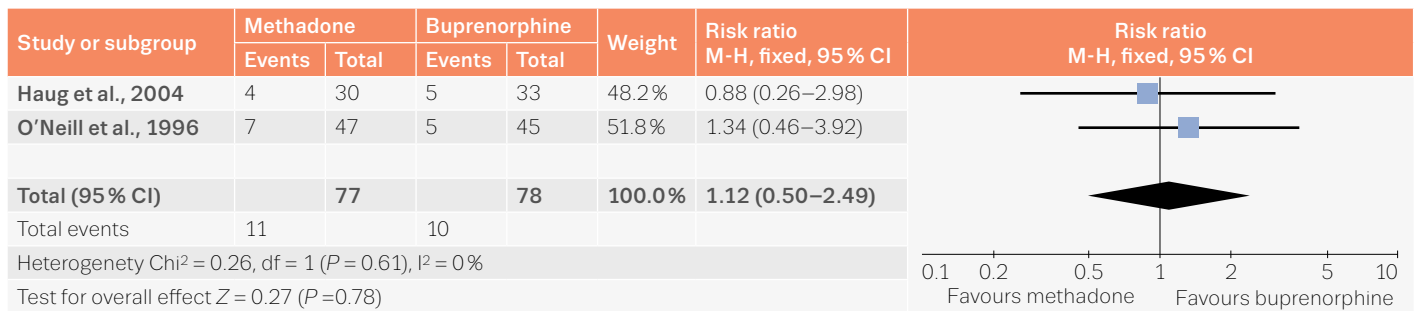 Study or subgroup Methadone Buprenorphine Weight Risk ratio M-H, fixed, 95 % CI Risk ratio M-H, fixed, 95 % CI
Events Total Events Total
Haug et al., 2004 4 30 5 33 48.2 % 0.88 (0.26–2.98)
O’Neill et al., 1996 7 47 5 45 51.8 % 1.34 (0.46–3.92)
Total (95 % CI) 77 78 100.0 % 1.12 (0.50–2.49)
Total events 11 10
Heterogenety Chi² = 0.26, df = 1 (P = 0.61), I² = 0 %
Test for overall effect Z = 0.27 (P =0.78)
0.1 0.2 0.5 1 2 5 10
Favours methadone Favours buprenorphine